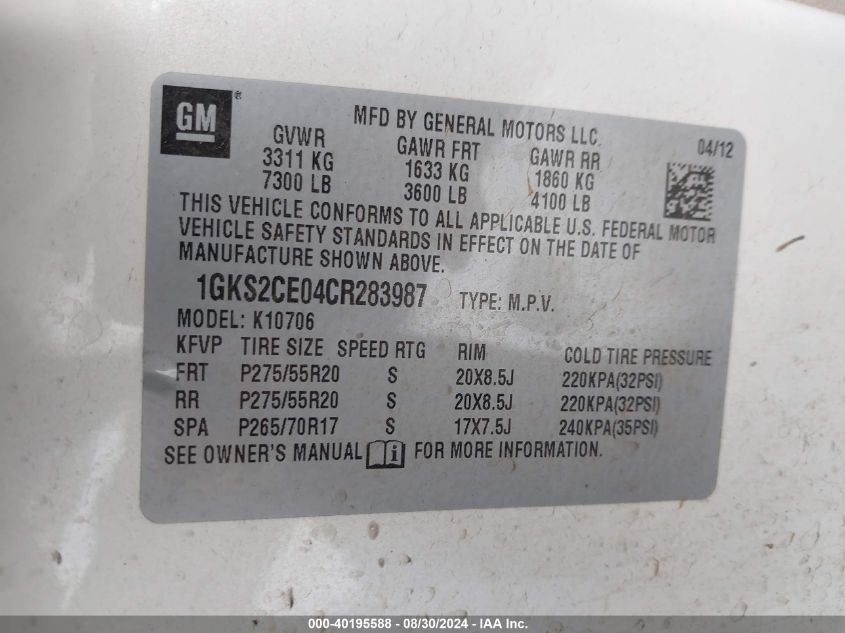 GM®
MFD BY GENERAL MOTORS LLC.
04/12
GVWR GAWR FRT GAWR RR
3311 KG 1633 KG 1860 KG
7300 LB 3600 LB 4100 LB
THIS VEHICLE CONFORMS TO ALL APPLICABLE U.S. FEDERAL MOTOR
VEHICLE SAFETY STANDARDS IN EFFECT ON THE DATE OF
MANUFACTURE SHOWN ABOVE.
1GKS2CE04CR283987 TYPE: M.P.V.
MODEL: K10706
KFVP TIRE SIZE SPEED RTG RIM COLD TIRE PRESSURE
FRT P275/55R20 S 20X8.5J 220KPA(32PSI)
RR P275/55R20 S 20X8.5J 220KPA(32PSI)
SPA P265/70R17 S 17X7.5J 240KPA(35PSI)
SEE OWNER'S MANUAL i FOR MORE INFORMATION.
000-40195588 - 08/30/2024 - IAA Inc.